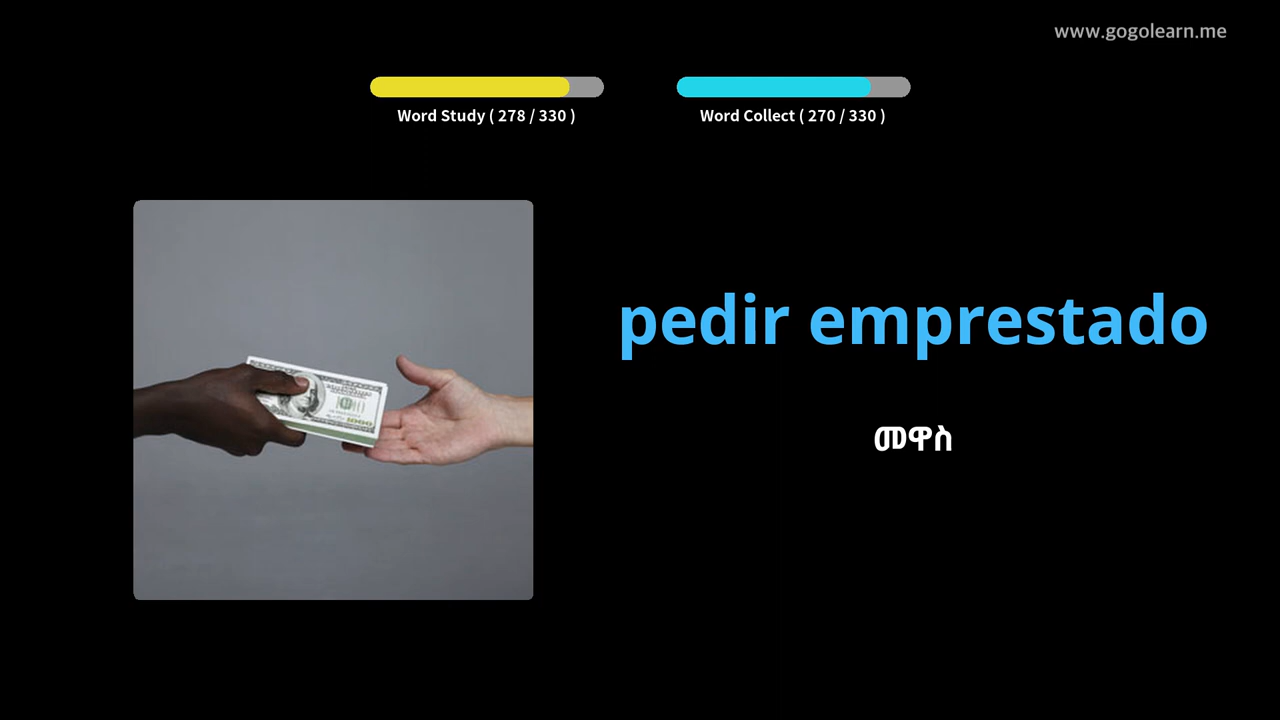 www.gogolearn.me
Word Study ( 278 / 330 )
Word Collect ( 270 / 330 )
pedir emprestado
መዋስ